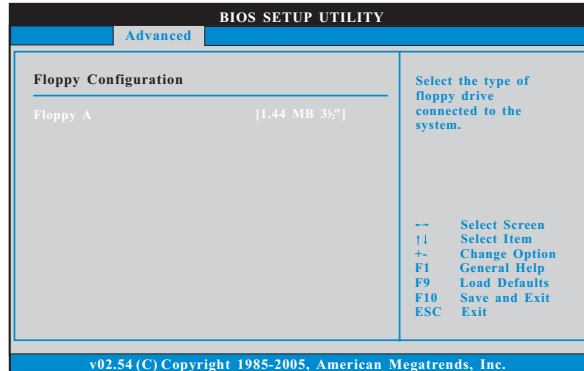 BIOS SETUP UTILITY
Advanced
Floppy Configuration
Floppy A [1.44 MB 3½"]
Select the type of
floppy drive
connected to the
system.
←→ Select Screen
↑↓ Select Item
+- Change Option
F1 General Help
F9 Load Defaults
F10 Save and Exit
ESC Exit
v02.54 (C) Copyright 1985-2005, American Megatrends, Inc.